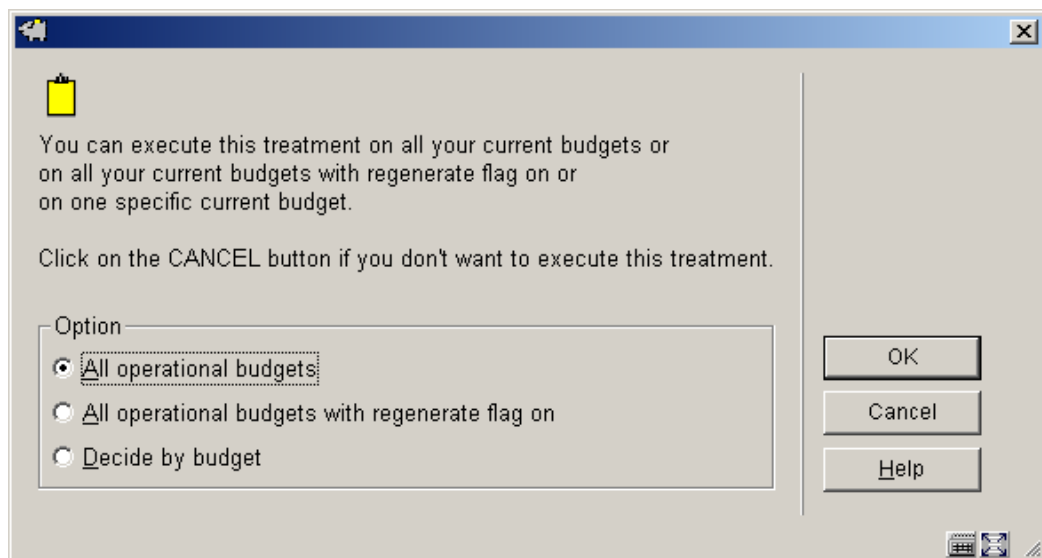 You can execute this treatment on all your current budgets or
on all your current budgets with regenerate flag on or
on one specific current budget.
Click on the CANCEL button if you don't want to execute this treatment.
Option
All operational budgets
All operational budgets with regenerate flag on
Decide by budget
OK
Cancel
Help